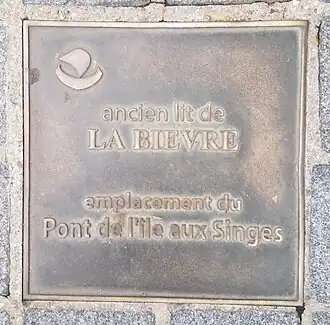 ancien lit de
LA BIEVRE
emplacement du
Pont de l'île aux Singes